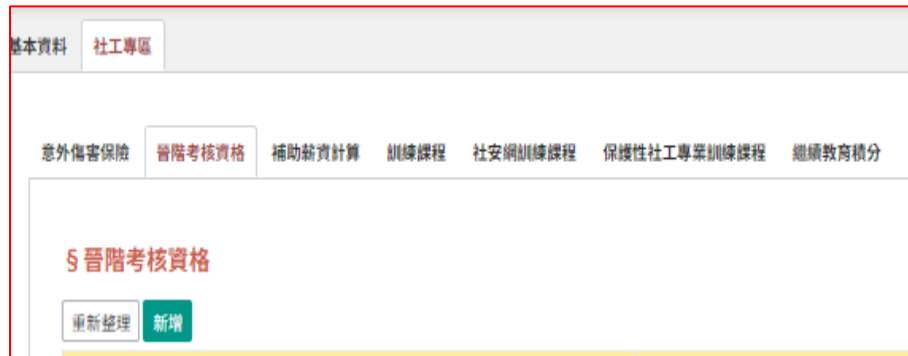 基本資料 社工專區
意外傷害保險 晉階考核資格 補助薪資計算 訓練課程 社安網訓練課程 保護性社工專業訓練課程 繼續教育積分
§晉階考核資格
重新整理 新增